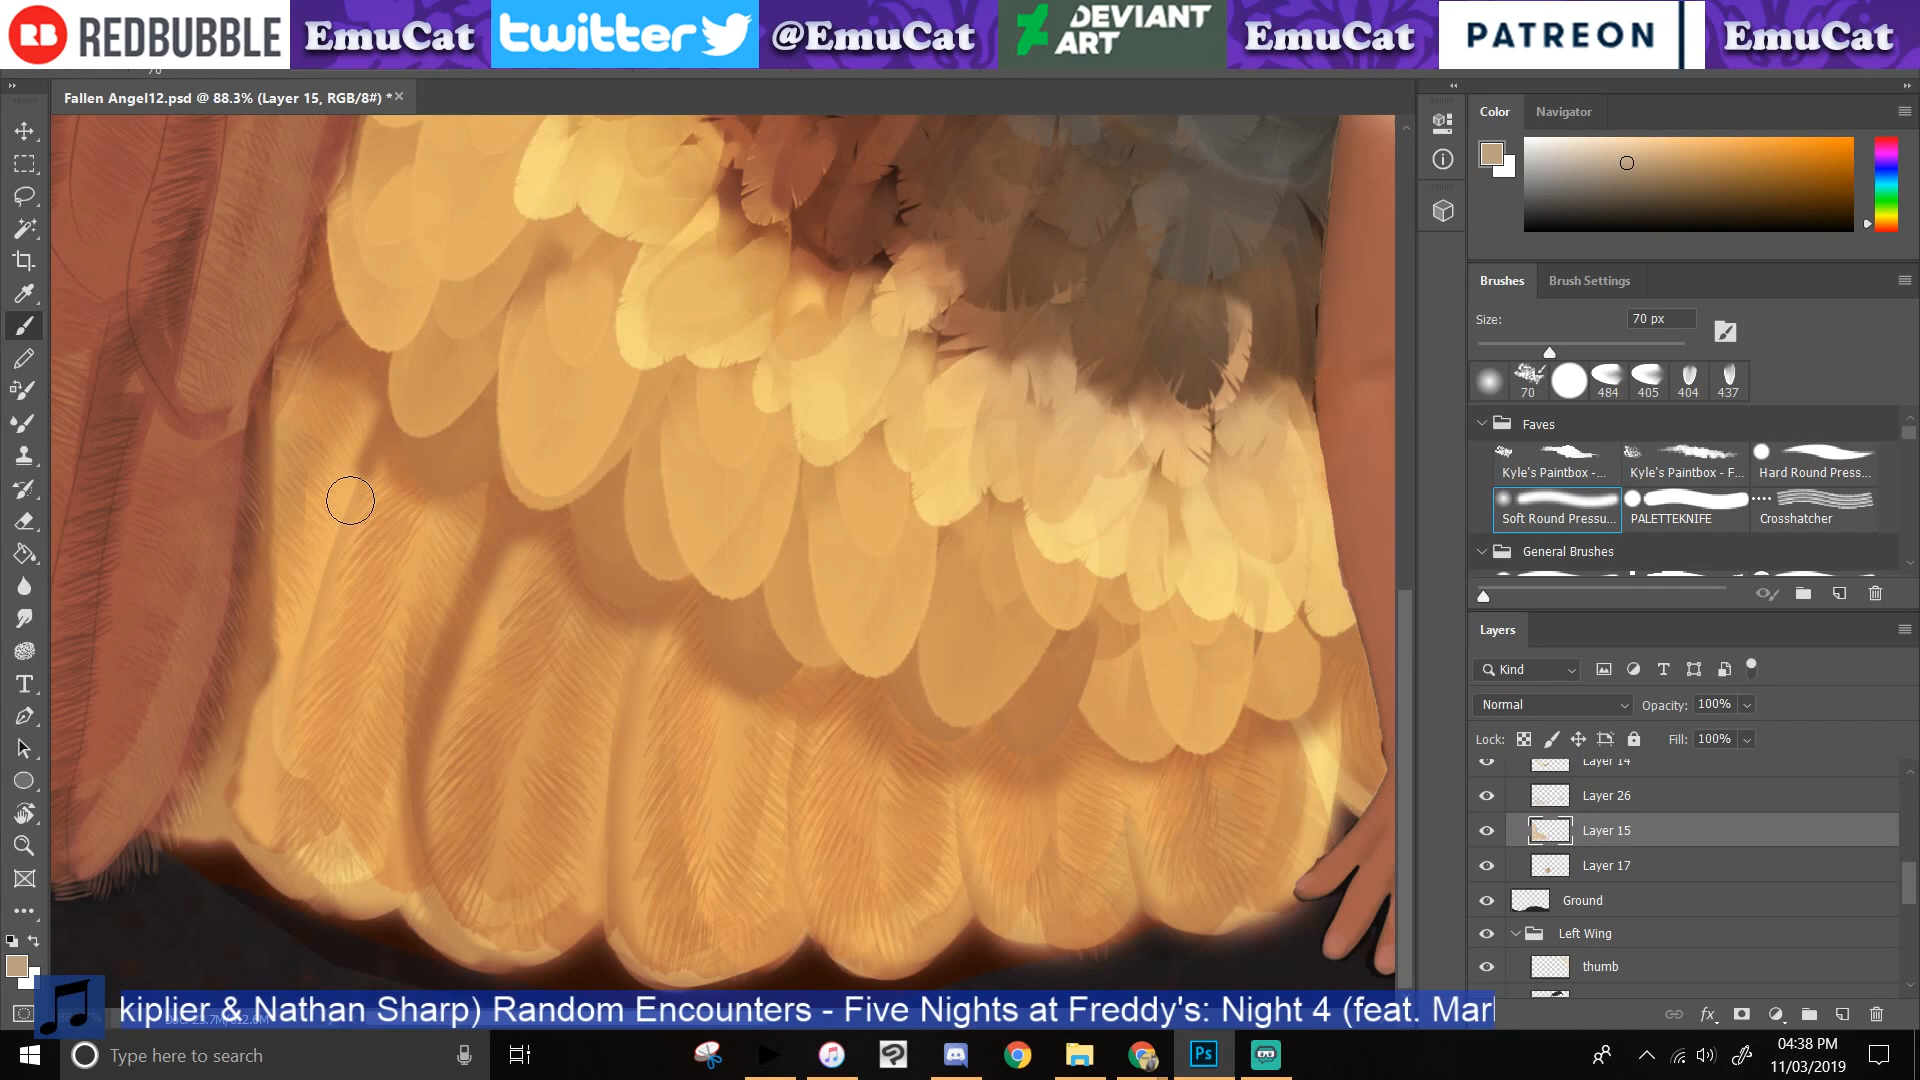 REDBUBBLE EmuCat twitter @EmuCat DEVIANT ART EmuCat PATREON EmuCat
70
Fallen Angel12.psd @ 88.3% (Layer 15, RGB/8#) *
Color Navigator
Brushes Brush Settings
Size: 70 px
70 484 405 404 437
Faves
Kyle's Paintbox -... Kyle's Paintbox - F... Hard Round Press...
Soft Round Pressu... PALETTEKNIFE Crosshatcher
General Brushes
Layers
Kind
Normal Opacity: 100%
Lock: Fill: 100%
Layer 14
Layer 26
Layer 15
Layer 17
Ground
Left Wing
thumb
kiplier & Nathan Sharp) Random Encounters - Five Nights at Freddy's: Night 4 (feat. Mar
Type here to search
04:38 PM
11/03/2019